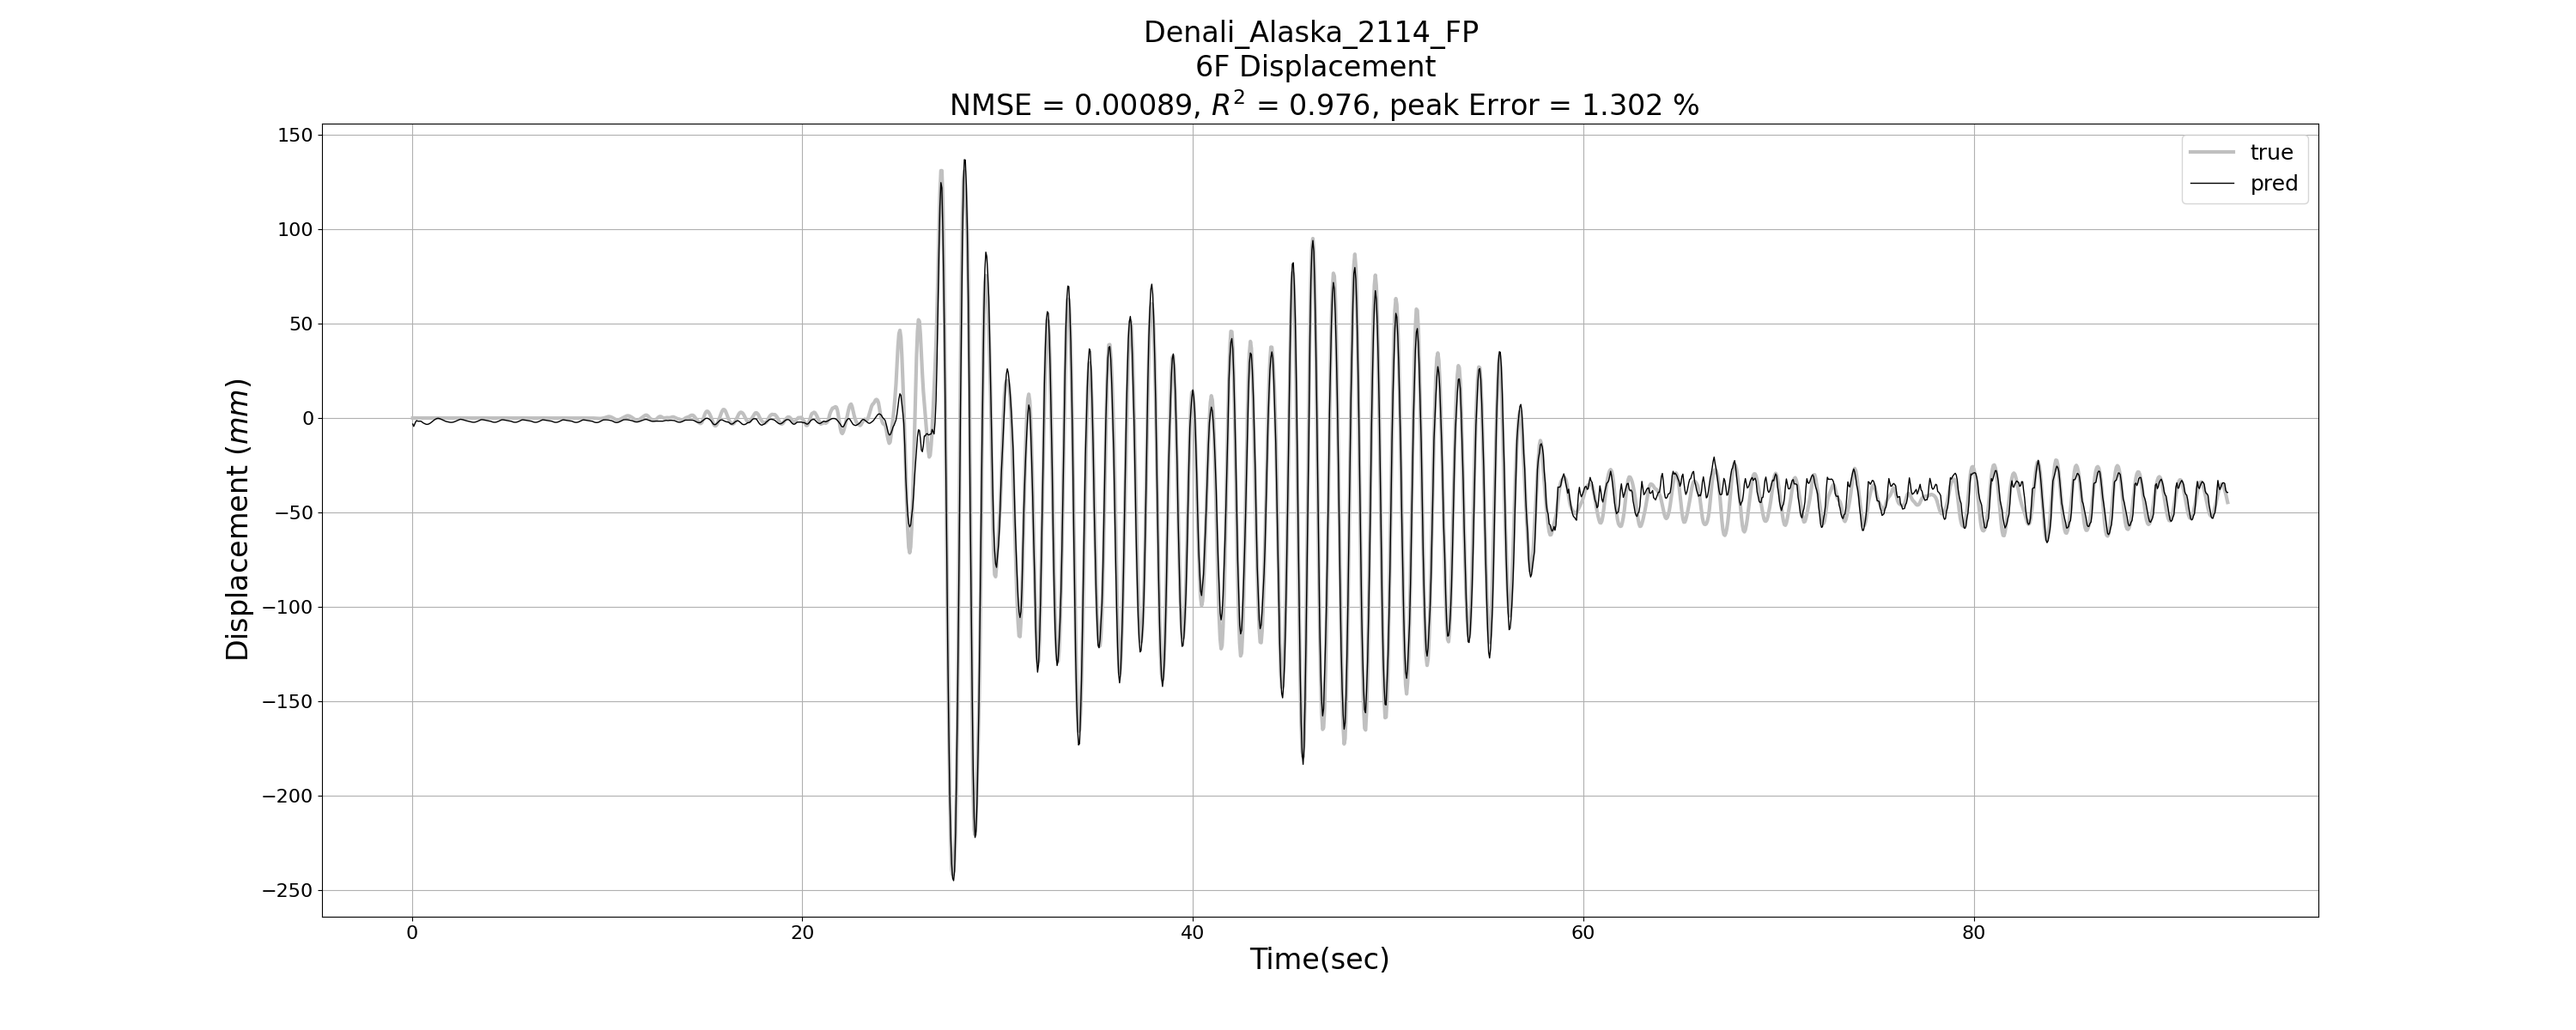 Denali_Alaska_2114_FP
6F Displacement
NMSE = 0.00089, R² = 0.976, peak Error = 1.302 %
150
100
50
0
−50
−100
−150
−200
−250
Displacement (mm)
true
pred
0 20 40 60 80
Time(sec)